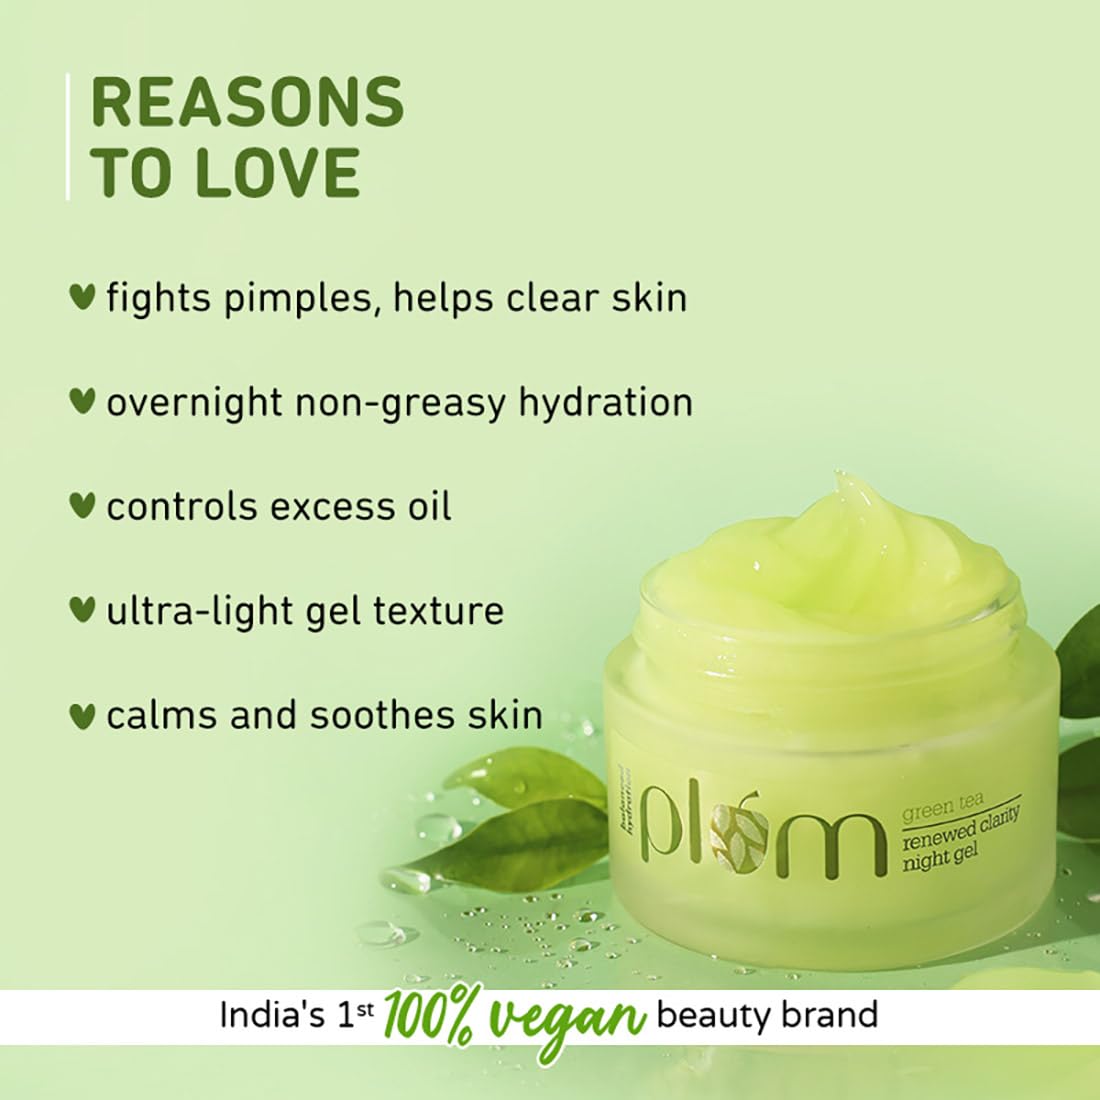 REASONS
TO LOVE
fights pimples, helps clear skin
overnight non-greasy hydration
controls excess oil
ultra-light gel texture
calms and soothes skin
balanced
hydration
plum
green tea
renewed clarity
night gel
India's 1st 100% vegan beauty brand